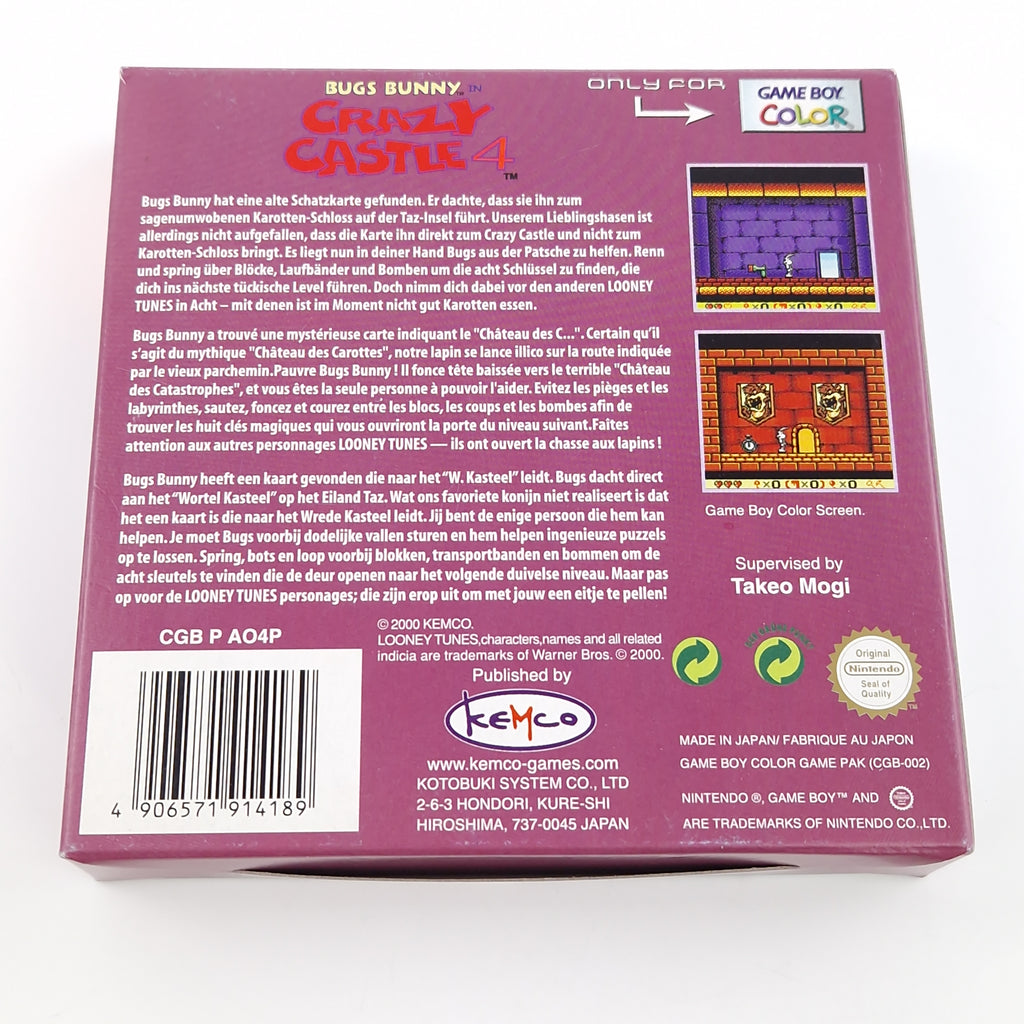 BUGS BUNNY™ IN
CRAZY
CASTLE 4™
ONLY FOR
GAME BOY
COLOR
Bugs Bunny hat eine alte Schatzkarte gefunden. Er dachte, dass sie ihn zum
sagenumwobenen Karotten-Schloss auf der Taz-Insel führt. Unserem Lieblingshasen ist
allerdings nicht aufgefallen, dass die Karte ihn direkt zum Crazy Castle und nicht zum
Karotten-Schloss bringt. Es liegt nun in deiner Hand Bugs aus der Patsche zu helfen. Renn
und spring über Blöcke, Laufbänder und Bomben um die acht Schlüssel zu finden, die
dich ins nächste tückische Level führen. Doch nimm dich dabei vor den anderen LOONEY
TUNES in Acht – mit denen ist im Moment nicht gut Karotten essen.
Bugs Bunny a trouvé une mystérieuse carte indiquant le "Château des C...". Certain qu'il
s'agit du mythique "Château des Carottes", notre lapin se lance illico sur la route indiquée
par le vieux parchemin.Pauvre Bugs Bunny ! Il fonce tête baissée vers le terrible "Château
des Catastrophes", et vous êtes la seule personne à pouvoir l'aider. Evitez les pièges et les
labyrinthes, sautez, foncez et courez entre les blocs, les coups et les bombes afin de
trouver les huit clés magiques qui vous ouvriront la porte du niveau suivant.Faites
attention aux autres personnages LOONEY TUNES — ils ont ouvert la chasse aux lapins !
Bugs Bunny heeft een kaart gevonden die naar het "W. Kasteel" leidt. Bugs dacht direct
aan het "Wortel Kasteel" op het Eiland Taz. Wat ons favoriete konijn niet realiseert is dat
het een kaart is die naar het Wrede Kasteel leidt. Jij bent de enige persoon die hem kan
helpen. Je moet Bugs voorbij dodelijke vallen sturen en hem helpen ingenieuze puzzels
op te lossen. Spring, bots en loop voorbij blokken, transportbanden en bommen om de
acht sleutels te vinden die de deur openen naar het volgende duivelse niveau. Maar pas
op voor de LOONEY TUNES personages; die zijn erop uit om met jouw een eitje te pellen!
Game Boy Color Screen.
Supervised by
Takeo Mogi
CGB P AO4P
4 906571 914189
© 2000 KEMCO.
LOONEY TUNES,characters,names and all related
indicia are trademarks of Warner Bros. © 2000.
Published by
KEMCO
www.kemco-games.com
KOTOBUKI SYSTEM CO., LTD
2-6-3 HONDORI, KURE-SHI
HIROSHIMA, 737-0045 JAPAN
Original
Nintendo
Seal of
Quality
TM
MADE IN JAPAN/ FABRIQUE AU JAPON
GAME BOY COLOR GAME PAK (CGB-002)
NINTENDO ®, GAME BOY™ AND
ARE TRADEMARKS OF NINTENDO CO.,LTD.